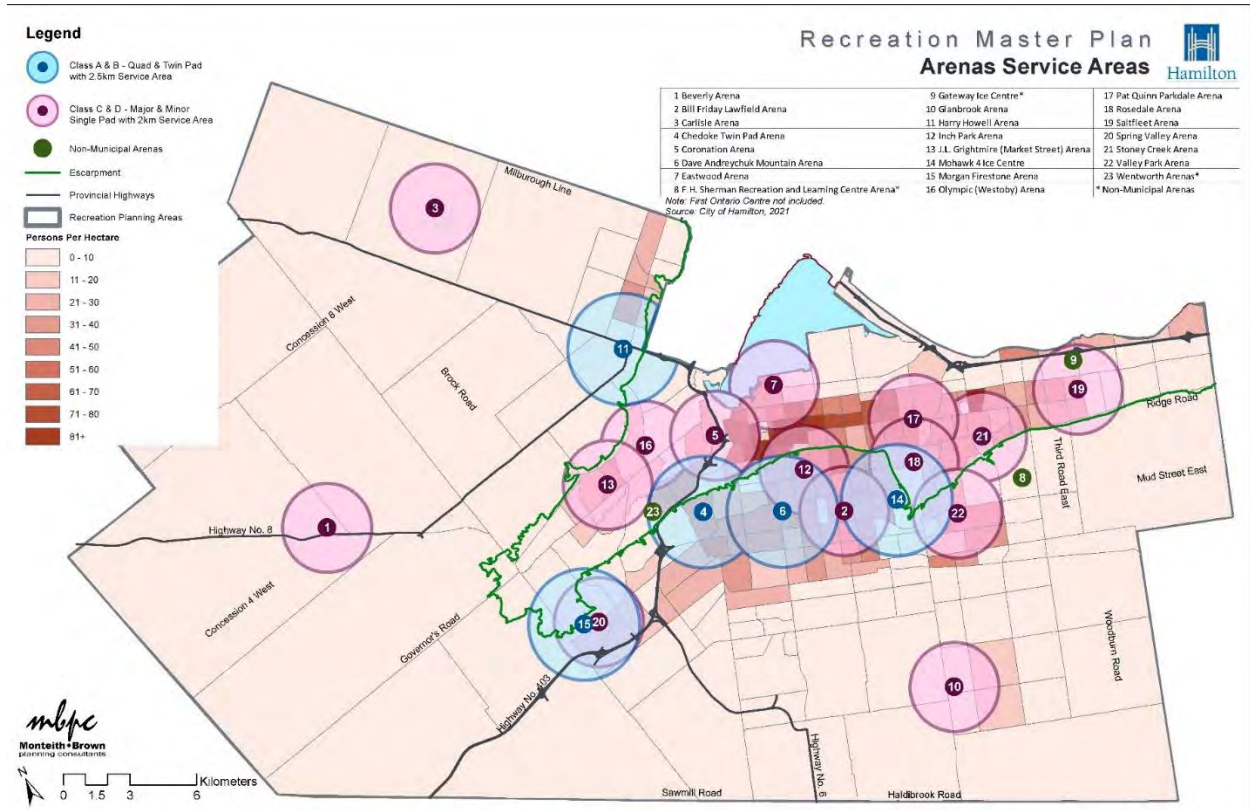 Legend
Class A & B - Quad & Twin Pad
with 2.5km Service Area
Class C & D - Major & Minor
Single Pad with 2km Service Area
Non-Municipal Arenas
Escarpment
Provincial Highways
Recreation Planning Areas
Persons Per Hectare
0 - 10
11 - 20
21 - 30
31 - 40
41 - 50
51 - 60
61 - 70
71 - 80
81+
Recreation Master Plan
Arenas Service Areas
Hamilton
1 Beverly Arena
2 Bill Friday Lawfield Arena
3 Carlisle Arena
4 Chedoke Twin Pad Arena
5 Coronation Arena
6 Dave Andreychuk Mountain Arena
7 Eastwood Arena
8 F.H. Sherman Recreation and Learning Centre Arena*
9 Gateway Ice Centre*
10 Glanbrook Arena
11 Harry Howell Arena
12 Inch Park Arena
13 J.L. Grightmire (Market Street) Arena
14 Mohawk 4 Ice Centre
15 Morgan Firestone Arena
16 Olympic (Westoby) Arena
17 Pat Quinn Parkdale Arena
18 Rosedale Arena
19 Saltfleet Arena
20 Spring Valley Arena
21 Stoney Creek Arena
22 Valley Park Arena
23 Wentworth Arenas*
* Non-Municipal Arenas
Note: First Ontario Centre not included.
Source: City of Hamilton, 2021
Milburough Line
3
Concession 8 West
11
Brock Road
7
9
19
17
Ridge Road
5
16
21
12
18
Third Road East
Mud Street East
13
8
14
4
6
2
22
23
1
Highway No. 8
Concession 4 West
Governor's Road
15
20
Woodburn Road
10
Highway No. 403
Highway No. 6
Sawmill Road
Haldibrook Road
mbpc
Monteith+Brown
planning consultants
N
Kilometers
0 1.5 3 6